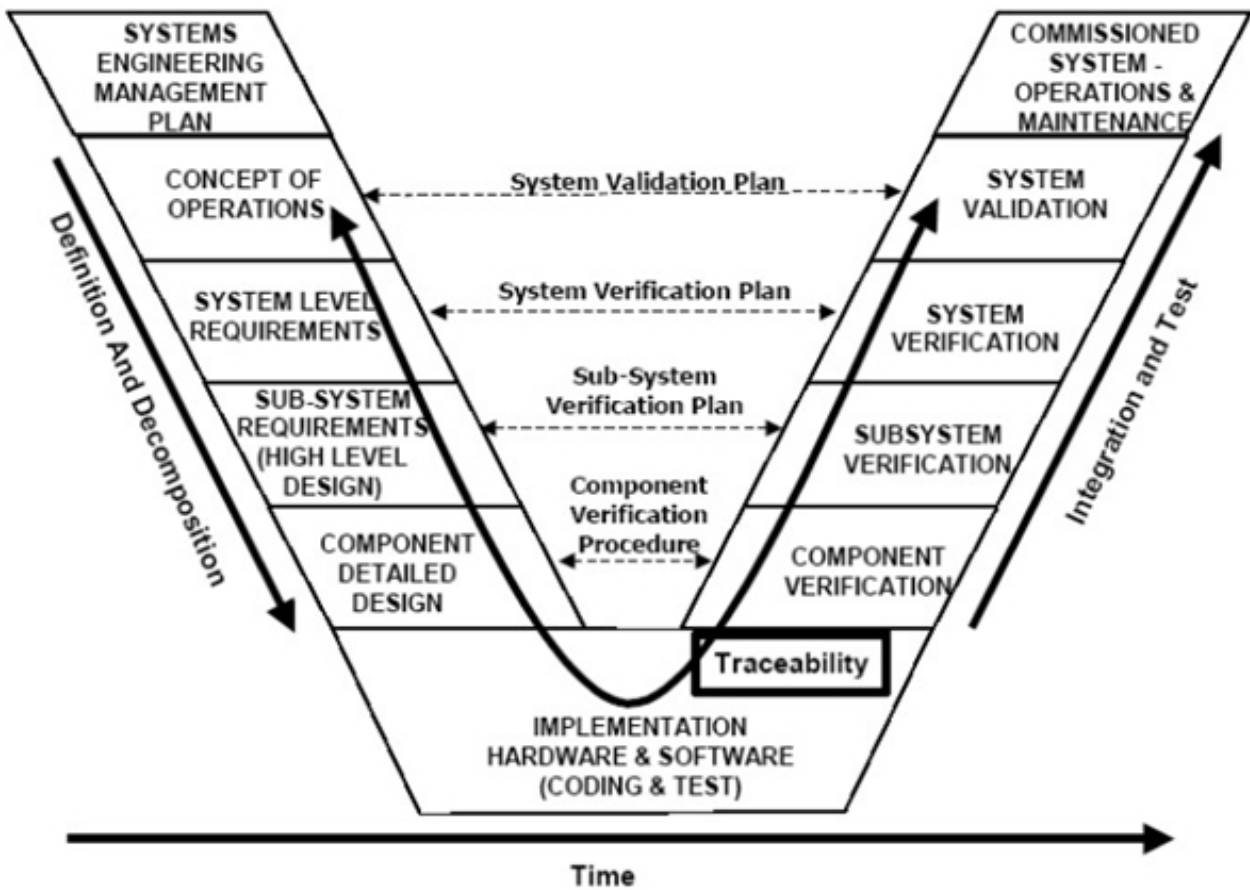 SYSTEMS
ENGINEERING
MANAGEMENT
PLAN
COMMISSIONED
SYSTEM -
OPERATIONS &
MAINTENANCE
CONCEPT OF
OPERATIONS
System Validation Plan
SYSTEM
VALIDATION
Definition And Decomposition
SYSTEM LEVEL
REQUIREMENTS
System Verification Plan
SYSTEM
VERIFICATION
Integration and Test
SUB-SYSTEM
REQUIREMENTS
(HIGH LEVEL
DESIGN)
Sub-System
Verification Plan
SUBSYSTEM
VERIFICATION
COMPONENT
DETAILED
DESIGN
Component
Verification
Procedure
COMPONENT
VERIFICATION
Traceability
IMPLEMENTATION
HARDWARE & SOFTWARE
(CODING & TEST)
Time